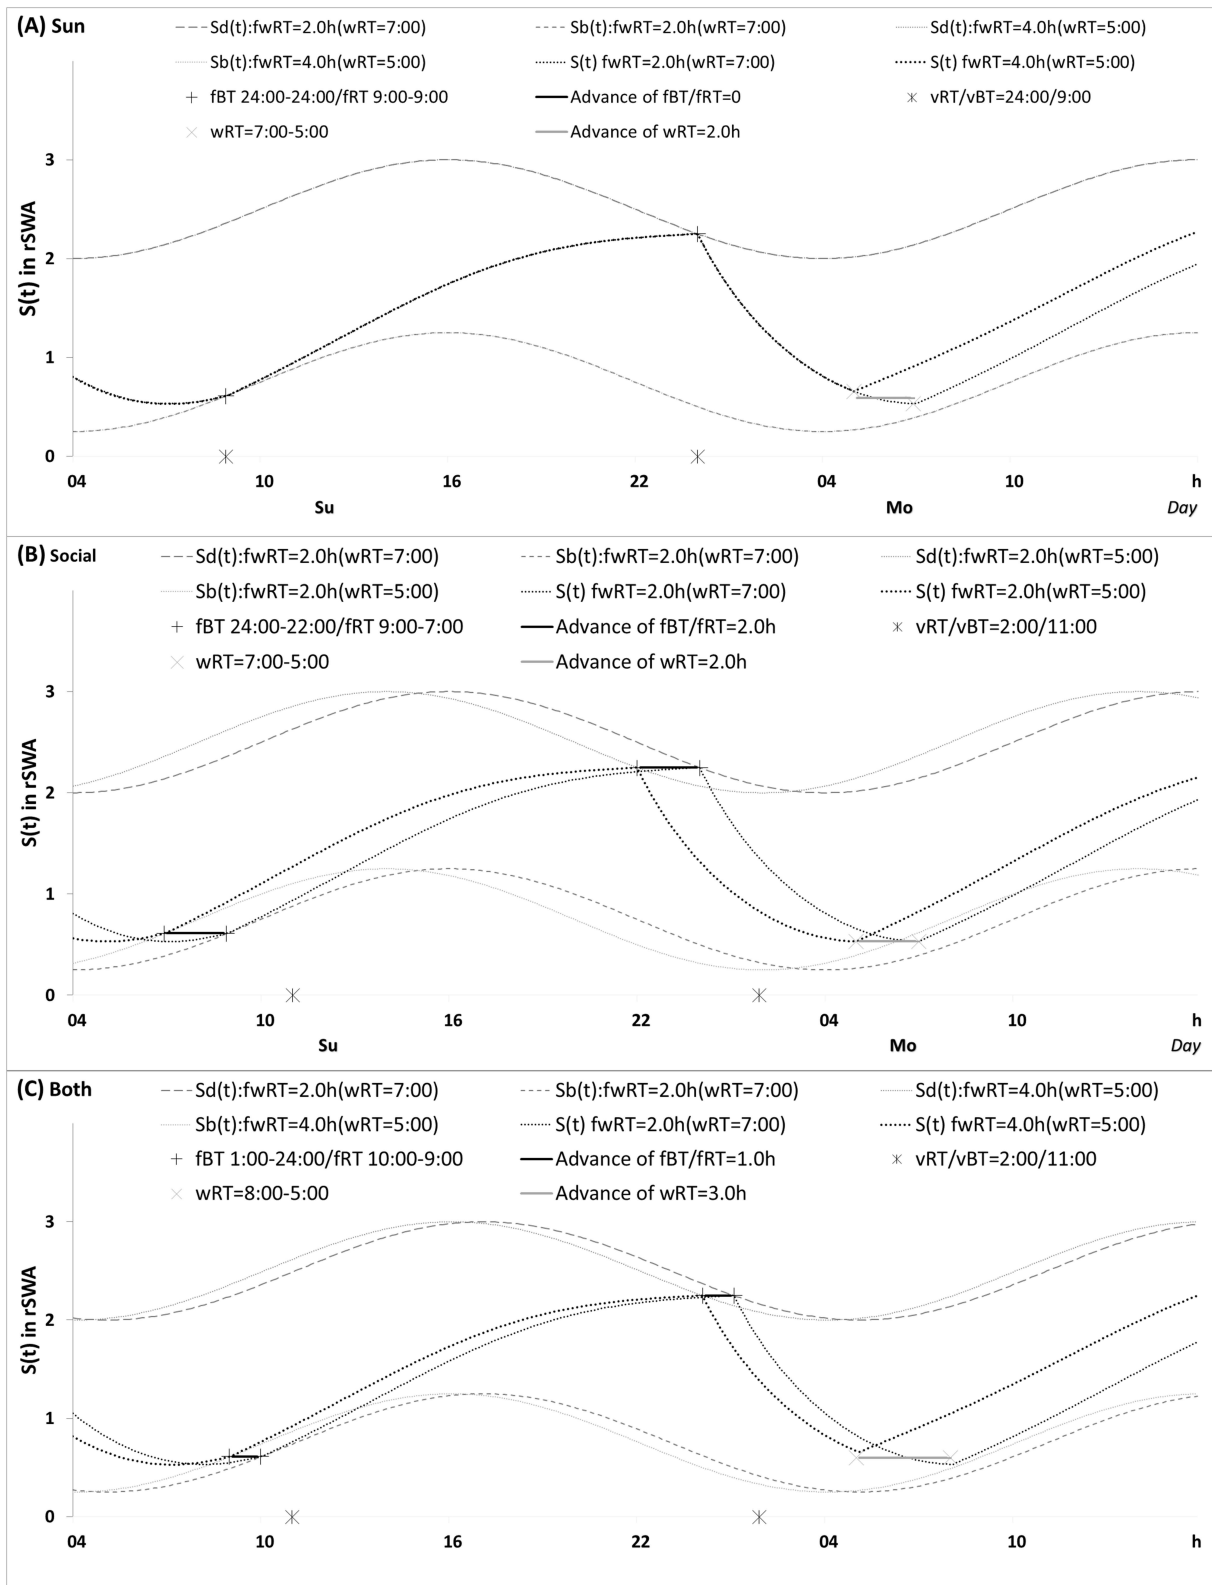 (A) Sun
Sd(t):fwRT=2.0h(wRT=7:00) Sb(t):fwRT=2.0h(wRT=7:00) Sd(t):fwRT=4.0h(wRT=5:00)
Sb(t):fwRT=4.0h(wRT=5:00) S(t) fwRT=2.0h(wRT=7:00) S(t) fwRT=4.0h(wRT=5:00)
fBT 24:00-24:00/fRT 9:00-9:00 Advance of fBT/fRT=0 vRT/vBT=24:00/9:00
wRT=7:00-5:00 Advance of wRT=2.0h
S(t) in rSWA
3
2
1
0
04 10 16 22 04 10 h
Su Mo Day
(B) Social
Sd(t):fwRT=2.0h(wRT=7:00) Sb(t):fwRT=2.0h(wRT=7:00) Sd(t):fwRT=2.0h(wRT=5:00)
Sb(t):fwRT=2.0h(wRT=5:00) S(t) fwRT=2.0h(wRT=7:00) S(t) fwRT=2.0h(wRT=5:00)
fBT 24:00-22:00/fRT 9:00-7:00 Advance of fBT/fRT=2.0h vRT/vBT=2:00/11:00
wRT=7:00-5:00 Advance of wRT=2.0h
S(t) in rSWA
3
2
1
0
04 10 16 22 04 10 h
Su Mo Day
(C) Both
Sd(t):fwRT=2.0h(wRT=7:00) Sb(t):fwRT=2.0h(wRT=7:00) Sd(t):fwRT=4.0h(wRT=5:00)
Sb(t):fwRT=4.0h(wRT=5:00) S(t) fwRT=2.0h(wRT=7:00) S(t) fwRT=4.0h(wRT=5:00)
fBT 1:00-24:00/fRT 10:00-9:00 Advance of fBT/fRT=1.0h vRT/vBT=2:00/11:00
wRT=8:00-5:00 Advance of wRT=3.0h
S(t) in rSWA
3
2
1
0
04 10 16 22 04 10 h